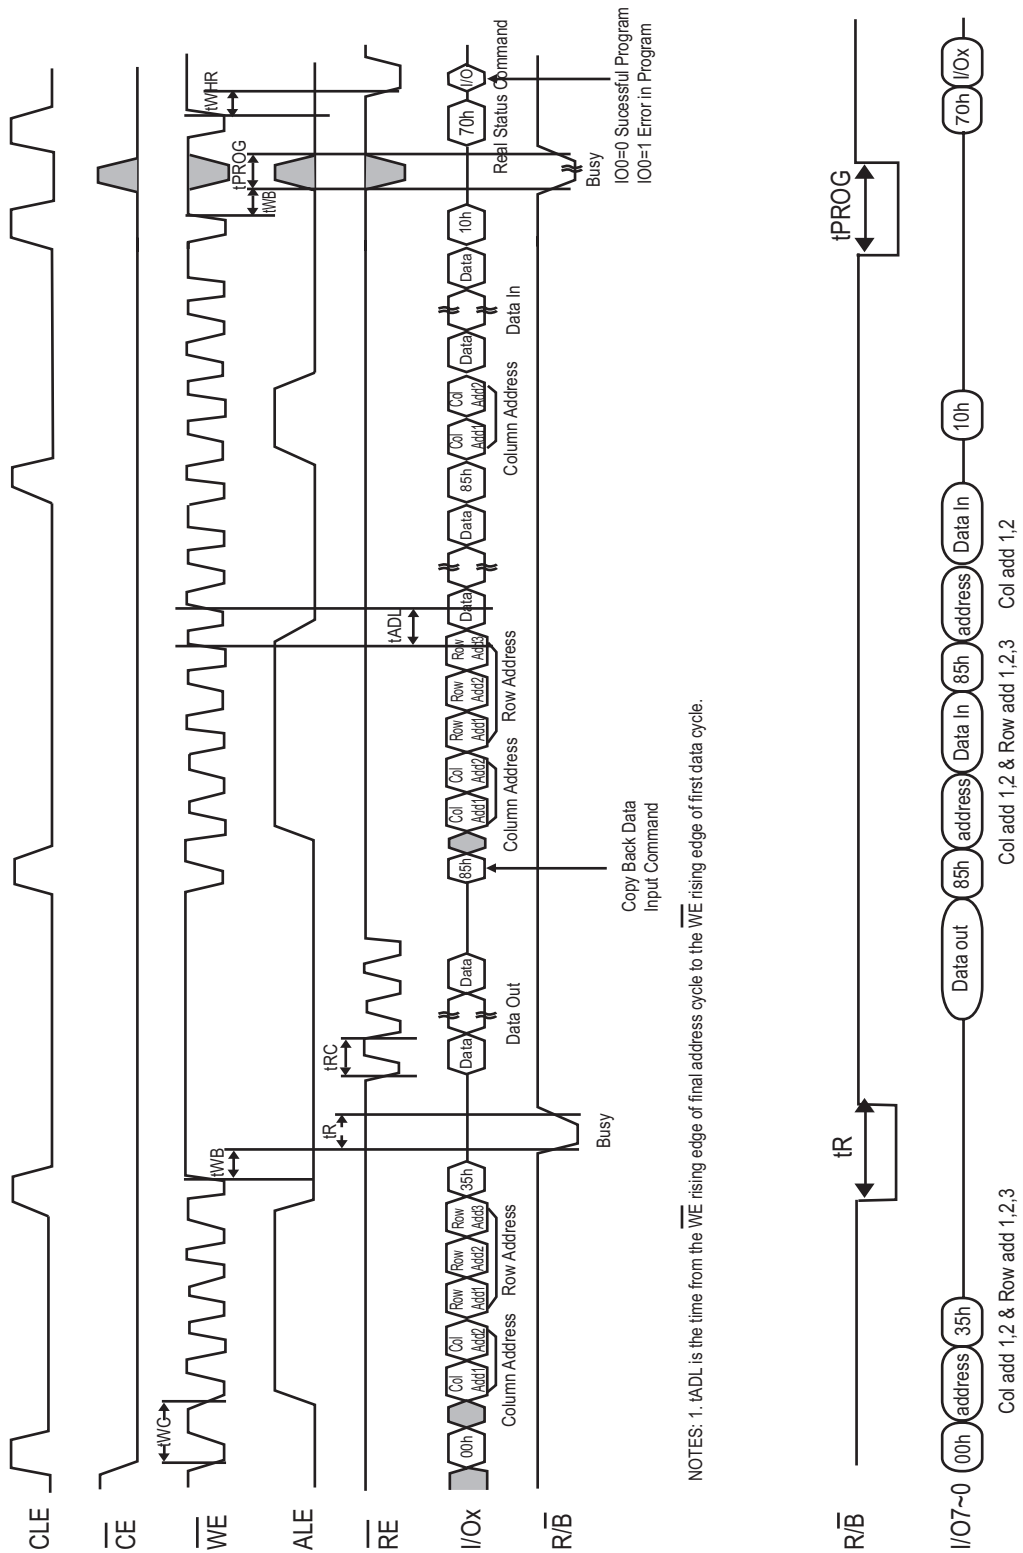 CLE
CE
WE
tWC
tWB
tWB
tPROG
tWHR
ALE
tR
tRC
tADL
RE
I/Ox
00h
Col Add1
Col Add2
Row Add1
Row Add2
Row Add3
35h
Data
Data
85h
Col Add1
Col Add2
Row Add1
Row Add2
Row Add3
Data
Data
85h
Col Add1
Col Add2
Data
Data
10h
70h
I/O
Column Address
Row Address
Data Out
Column Address
Row Address
Column Address
Data In
Real Status Command
R/B
Busy
Busy
Copy Back Data
Input Command
IO0=0 Sucessful Program
IO0=1 Error in Program
NOTES: 1. tADL is the time from the WE rising edge of final address cycle to the WE rising edge of first data cycle.
R/B
tR
tPROG
I/O7~0
00h
address
35h
Data out
85h
address
Data In
85h
address
Data In
10h
70h
I/Ox
Col add 1,2 & Row add 1,2,3
Col add 1,2 & Row add 1,2,3
Col add 1,2